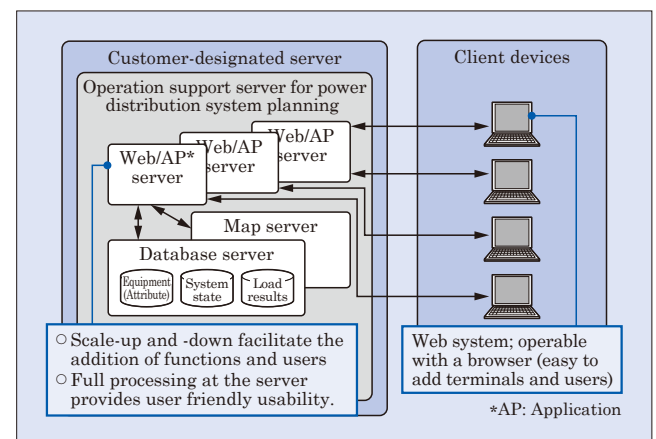 Customer-designated server
Operation support server for power
distribution system planning
Web/AP
server
Web/AP
server
Web/AP*
server
Map server
Database server
Equipment
(Attribute)
System
state
Load
results
○ Scale-up and -down facilitate the
addition of functions and users
○ Full processing at the server
provides user friendly usability.
Client devices
Web system; operable
with a browser (easy to
add terminals and users)
*AP: Application